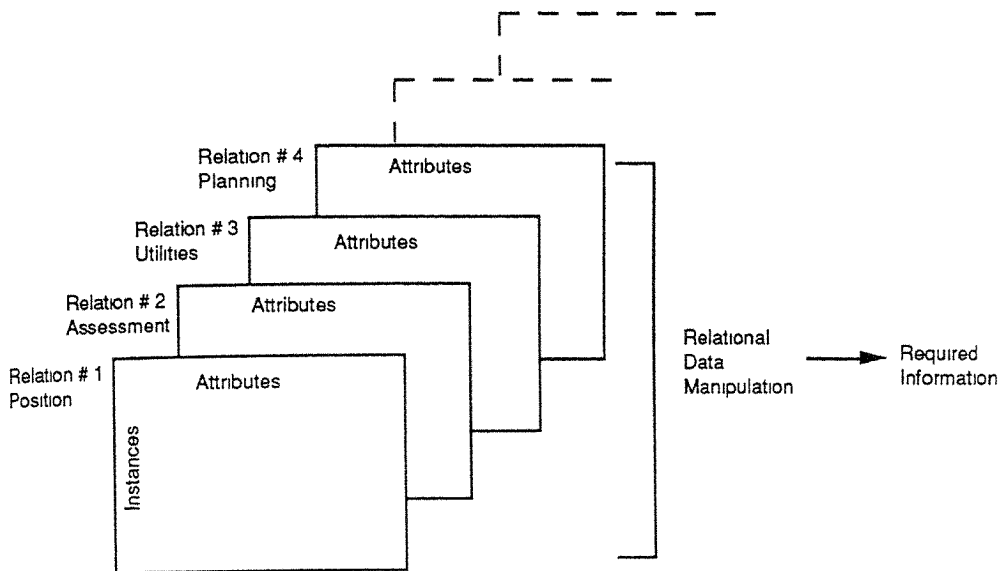 Relation # 4
Planning
Attributes
Relation # 3
Utilities
Attributes
Relation # 2
Assessment
Attributes
Relation # 1
Position
Attributes
Instances
Relational
Data
Manipulation
Required
Information